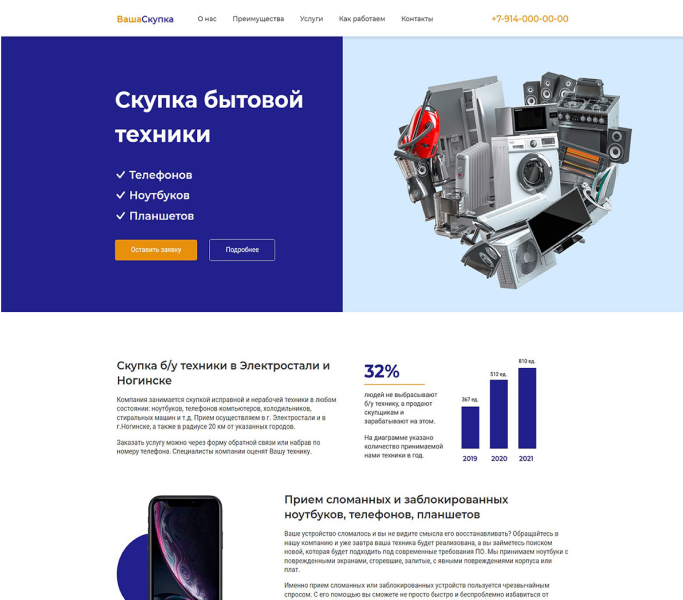 ВашаСкупка О нас Преимущества Услуги Как работаем Контакты +7-914-000-00-00
Скупка бытовой
техники
Телефонов
Ноутбуков
Планшетов
Оставить заявку Подробнее
Скупка б/у техники в Электростали и
Ногинске
Компания занимается скупкой исправной и нерабочей техники в любом
состоянии: ноутбуков, телефонов компьютеров, холодильников,
стиральных машин и т.д. Прием осуществляем в г. Электростали и в
г.Ногинске, а также в радиусе 20 км от указанных городов.
Заказать услугу можно через форму обратной связи или набрав по
номеру телефона. Специалисты компании оценят Вашу технику.
32%
людей не выбрасывают
б/у технику, а продают
скупщикам и
зарабатывают на этом.
На диаграмме указано
количество принимаемой
нами техники в год.
367 ед.
512 ед.
810 ед.
2019 2020 2021
Прием сломанных и заблокированных
ноутбуков, телефонов, планшетов
Ваше устройство сломалось и вы не видите смысла его восстанавливать? Обращайтесь в
нашу компанию и уже завтра ваша техника будет реализована, а вы займетесь поиском
новой, которая будет подходить под современные требования ПО. Мы принимаем ноутбуки с
поврежденными экранами, сгоревшие, залитые, с явными повреждениями корпуса или
плат.
Именно прием сломанных или заблокированных устройств пользуется чрезвычайным
спросом. С его помощью вы сможете не просто быстро и беспроблемно избавиться от